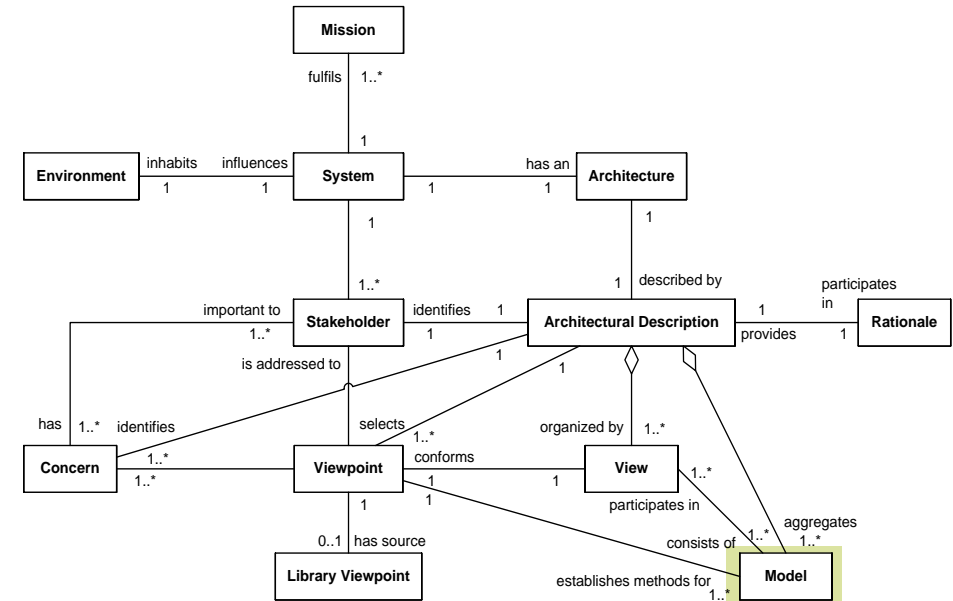 Mission
fulfils 1..*
1
Environment
inhabits
1
influences
1
System
1
has an
1
Architecture
1
1
1..*
1 described by
important to
1..*
Stakeholder
identifies
1
1
Architectural Description
1
provides
participates
in
1
Rationale
is addressed to
1
1
has 1..*
identifies
1..*
selects
1..*
organized by 1..*
Concern
1..*
Viewpoint
conforms
1
1
1
View
1..*
participates in
1
0..1 has source
Library Viewpoint
consists of 1..*
aggregates
1..*
establishes methods for
1..*
Model